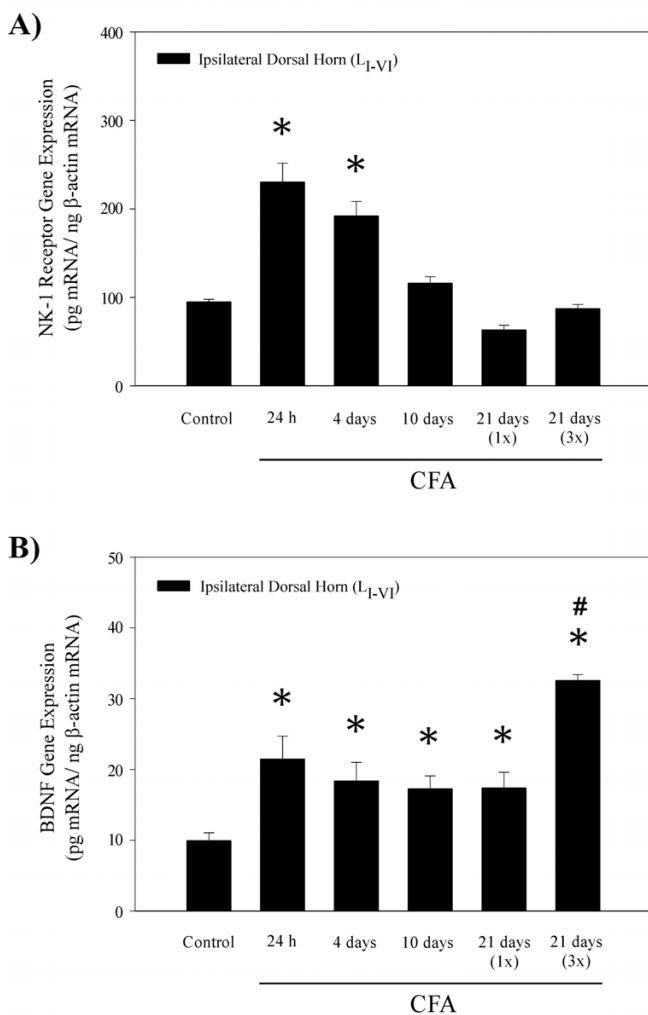 A)
NK-1 Receptor Gene Expression
(pg mRNA/ ng β-actin mRNA)
400
300
200
100
0
Ipsilateral Dorsal Horn (LI-VI)
*
*
Control
24 h
4 days
10 days
21 days
(1x)
21 days
(3x)
CFA
B)
BDNF Gene Expression
(pg mRNA/ ng β-actin mRNA)
50
40
30
20
10
0
Ipsilateral Dorsal Horn (LI-VI)
*
*
*
*
#
*
Control
24 h
4 days
10 days
21 days
(1x)
21 days
(3x)
CFA